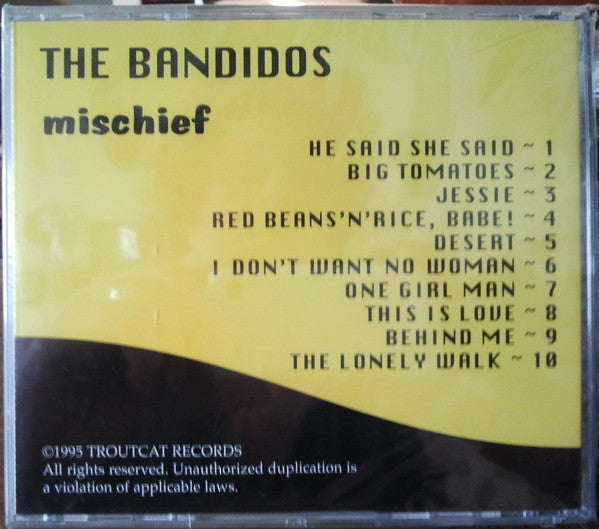 THE BANDIDOS
mischief
HE SAID SHE SAID ~ 1
BIG TOMATOES ~ 2
JESSIE ~ 3
RED BEANS'N'RICE, BABE! ~ 4
DESERT ~ 5
I DON'T WANT NO WOMAN ~ 6
ONE GIRL MAN ~ 7
THIS IS LOVE ~ 8
BEHIND ME ~ 9
THE LONELY WALK ~ 10
©1995 TROUTCAT RECORDS
All rights reserved. Unauthorized duplication is
a violation of applicable laws.